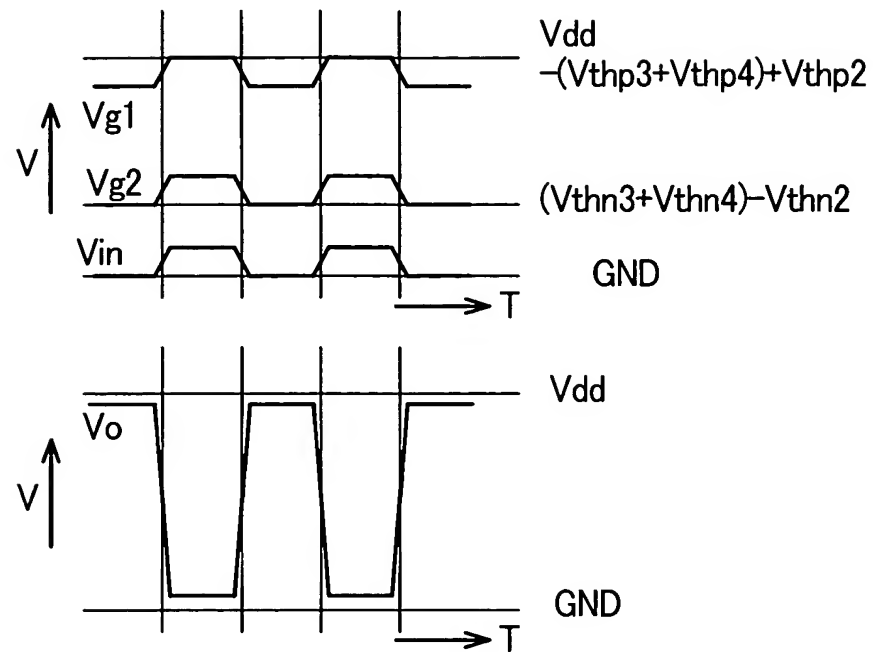 Vdd
−(Vthp3+Vthp4)+Vthp2
Vg1
V
Vg2
(Vthn3+Vthn4)−Vthn2
Vin
GND
T
Vdd
Vo
V
GND
T